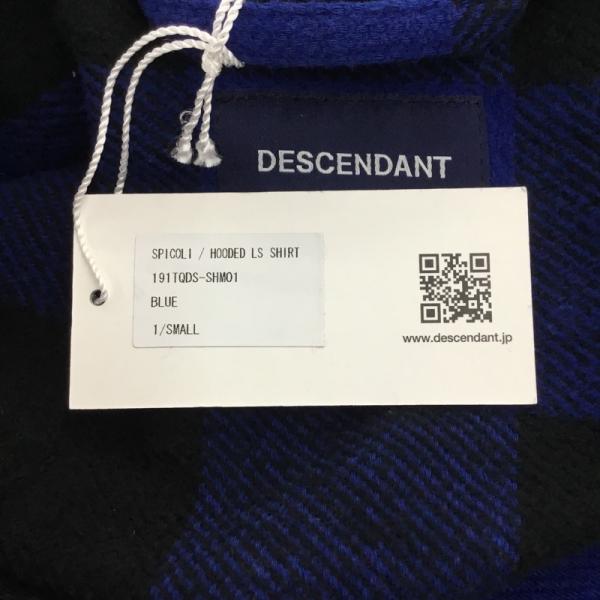 DESCENDANT
SPICOLI / HOODED LS SHIRT
191TQDS-SHM01
BLUE
1/SMALL
www.descendant.jp